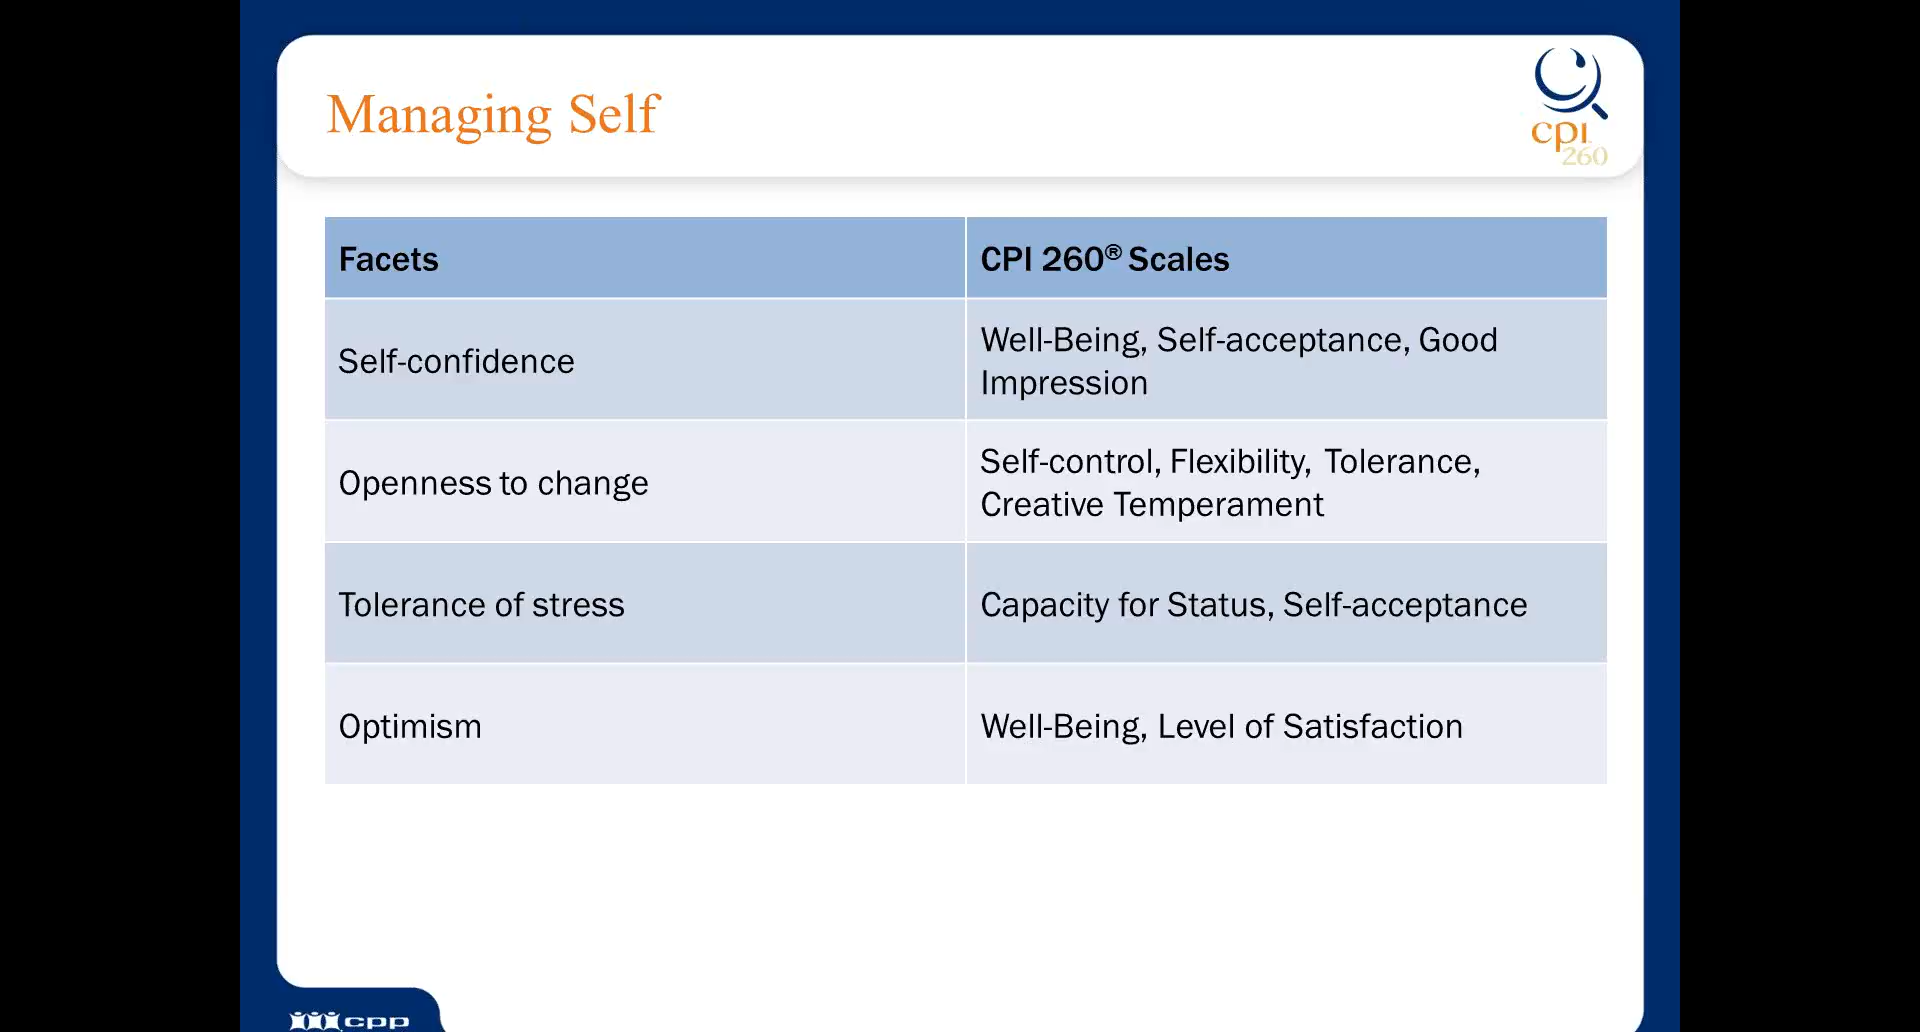 Managing Self
cpi
260
Facets
CPI 260® Scales
Self-confidence
Well-Being, Self-acceptance, Good
Impression
Openness to change
Self-control, Flexibility, Tolerance,
Creative Temperament
Tolerance of stress
Capacity for Status, Self-acceptance
Optimism
Well-Being, Level of Satisfaction
cpp